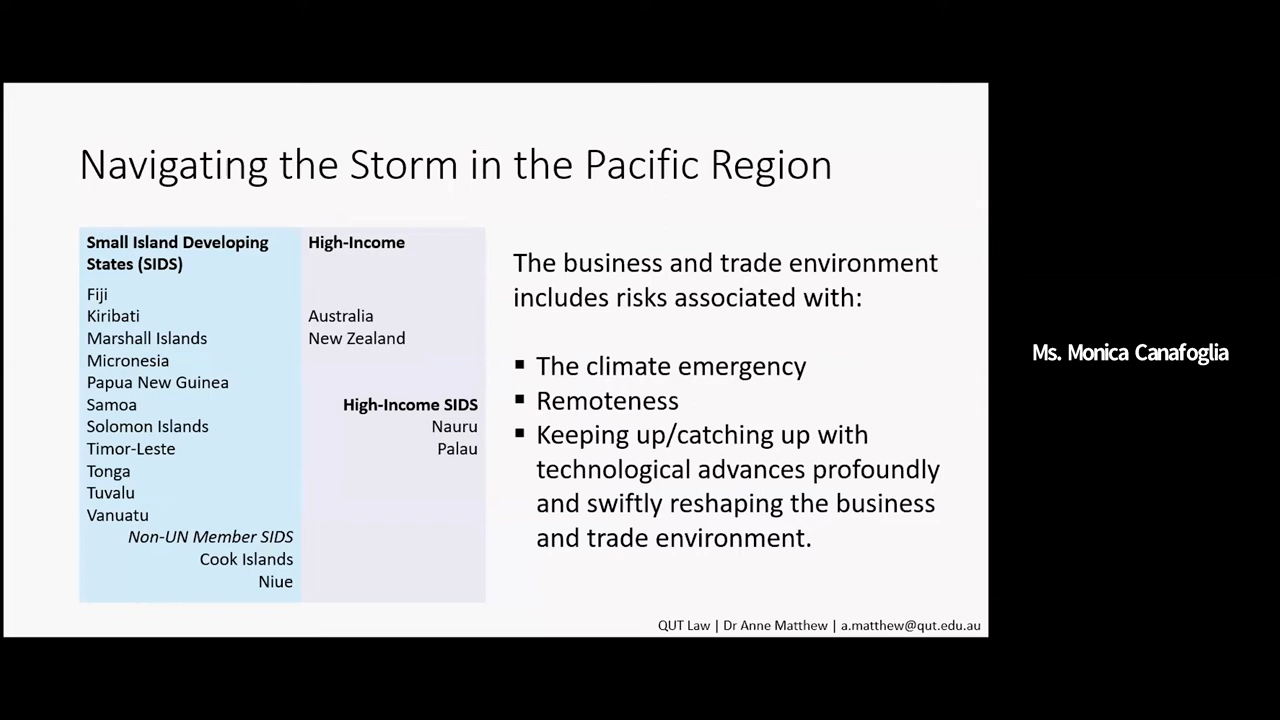 Navigating the Storm in the Pacific Region
Small Island Developing
States (SIDS)
Fiji
Kiribati
Marshall Islands
Micronesia
Papua New Guinea
Samoa
Solomon Islands
Timor-Leste
Tonga
Tuvalu
Vanuatu
Non-UN Member SIDS
Cook Islands
Niue
High-Income
Australia
New Zealand
High-Income SIDS
Nauru
Palau
The business and trade environment
includes risks associated with:
▪ The climate emergency
▪ Remoteness
▪ Keeping up/catching up with
technological advances profoundly
and swiftly reshaping the business
and trade environment.
QUT Law | Dr Anne Matthew | a.matthew@qut.edu.au
Ms. Monica Canafoglia